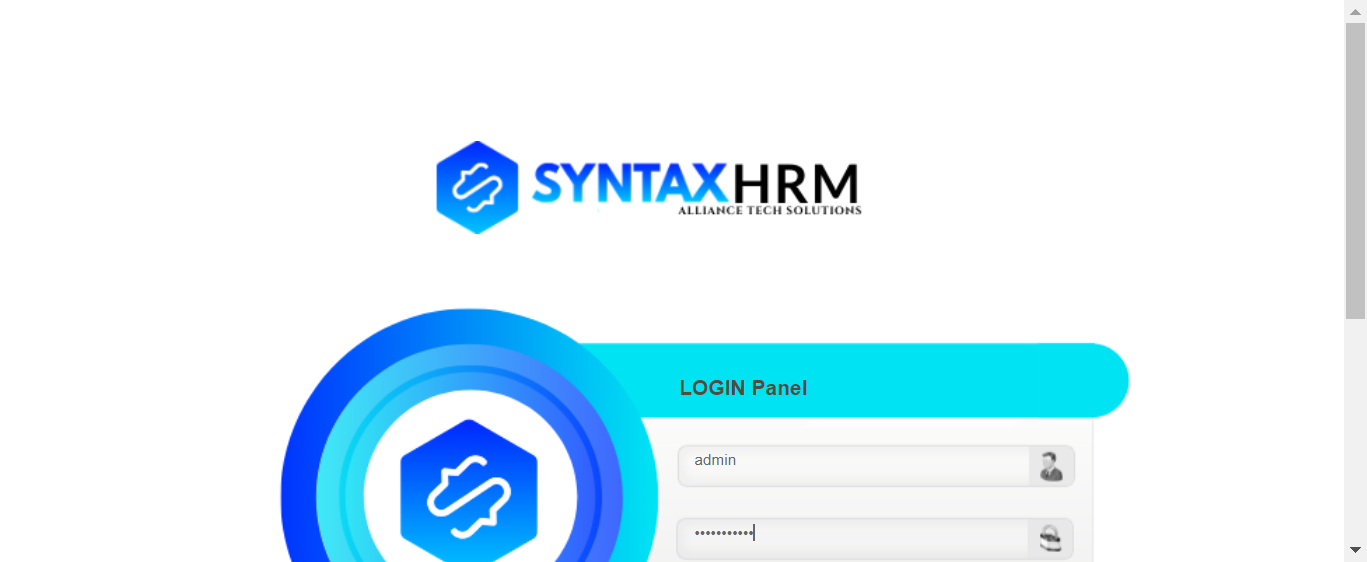 SYNTAXHRM
ALLIANCE TECH SOLUTIONS
LOGIN Panel
admin
•••••••••••